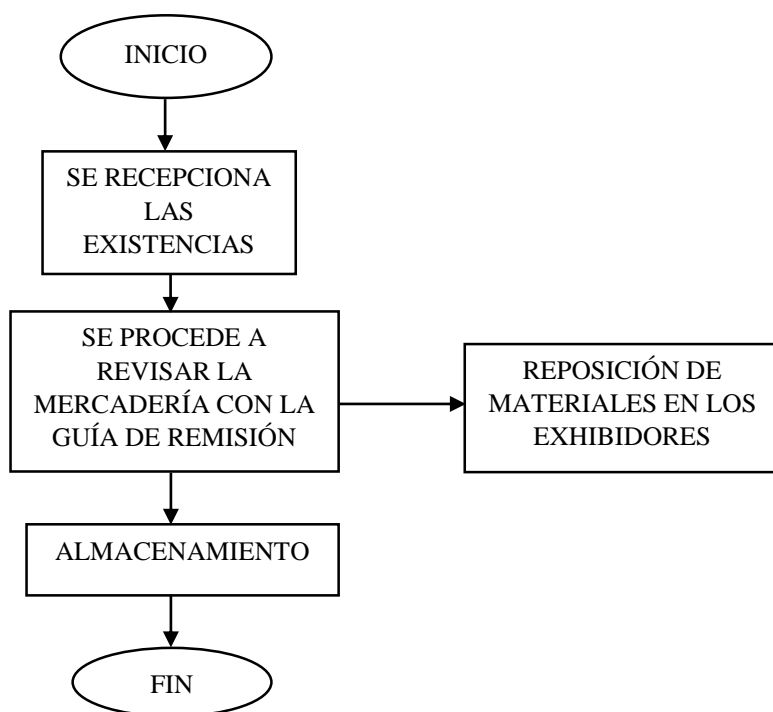 INICIO
SE RECEPCIONA
LAS
EXISTENCIAS
SE PROCEDE A
REVISAR LA
MERCADERÍA CON LA
GUÍA DE REMISIÓN
REPOSICIÓN DE
MATERIALES EN LOS
EXHIBIDORES
ALMACENAMIENTO
FIN